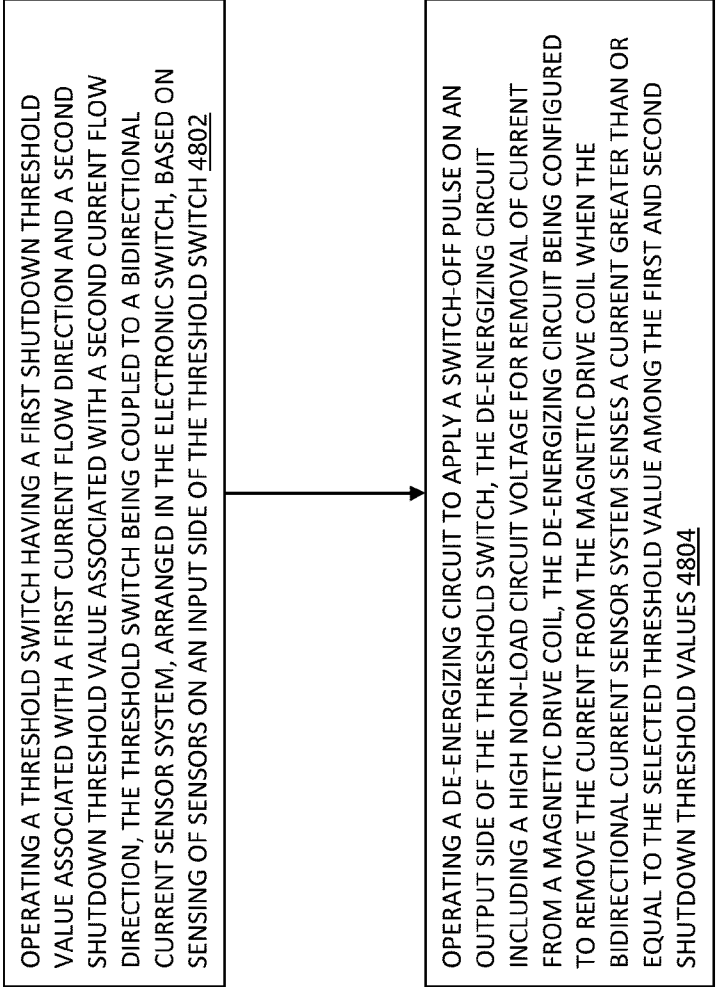 OPERATING A THRESHOLD SWITCH HAVING A FIRST SHUTDOWN THRESHOLD
VALUE ASSOCIATED WITH A FIRST CURRENT FLOW DIRECTION AND A SECOND
SHUTDOWN THRESHOLD VALUE ASSOCIATED WITH A SECOND CURRENT FLOW
DIRECTION, THE THRESHOLD SWITCH BEING COUPLED TO A BIDIRECTIONAL
CURRENT SENSOR SYSTEM, ARRANGED IN THE ELECTRONIC SWITCH, BASED ON
SENSING OF SENSORS ON AN INPUT SIDE OF THE THRESHOLD SWITCH 4802
OPERATING A DE-ENERGIZING CIRCUIT TO APPLY A SWITCH-OFF PULSE ON AN
OUTPUT SIDE OF THE THRESHOLD SWITCH, THE DE-ENERGIZING CIRCUIT
INCLUDING A HIGH NON-LOAD CIRCUIT VOLTAGE FOR REMOVAL OF CURRENT
FROM A MAGNETIC DRIVE COIL, THE DE-ENERGIZING CIRCUIT BEING CONFIGURED
TO REMOVE THE CURRENT FROM THE MAGNETIC DRIVE COIL WHEN THE
BIDIRECTIONAL CURRENT SENSOR SYSTEM SENSES A CURRENT GREATER THAN OR
EQUAL TO THE SELECTED THRESHOLD VALUE AMONG THE FIRST AND SECOND
SHUTDOWN THRESHOLD VALUES 4804